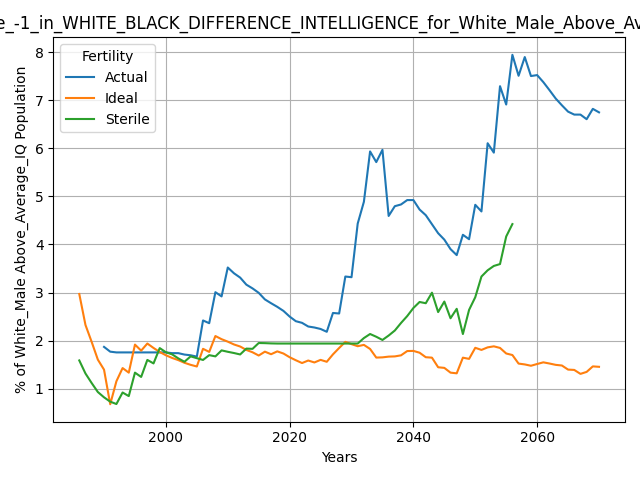 e_-1_in_WHITE_BLACK_DIFFERENCE_INTELLIGENCE_for_White_Male_Above_Av
Fertility
Actual
Ideal
Sterile
% of White_Male Above_Average_IQ Population
8
7
6
5
4
3
2
1
2000
2020
2040
2060
Years